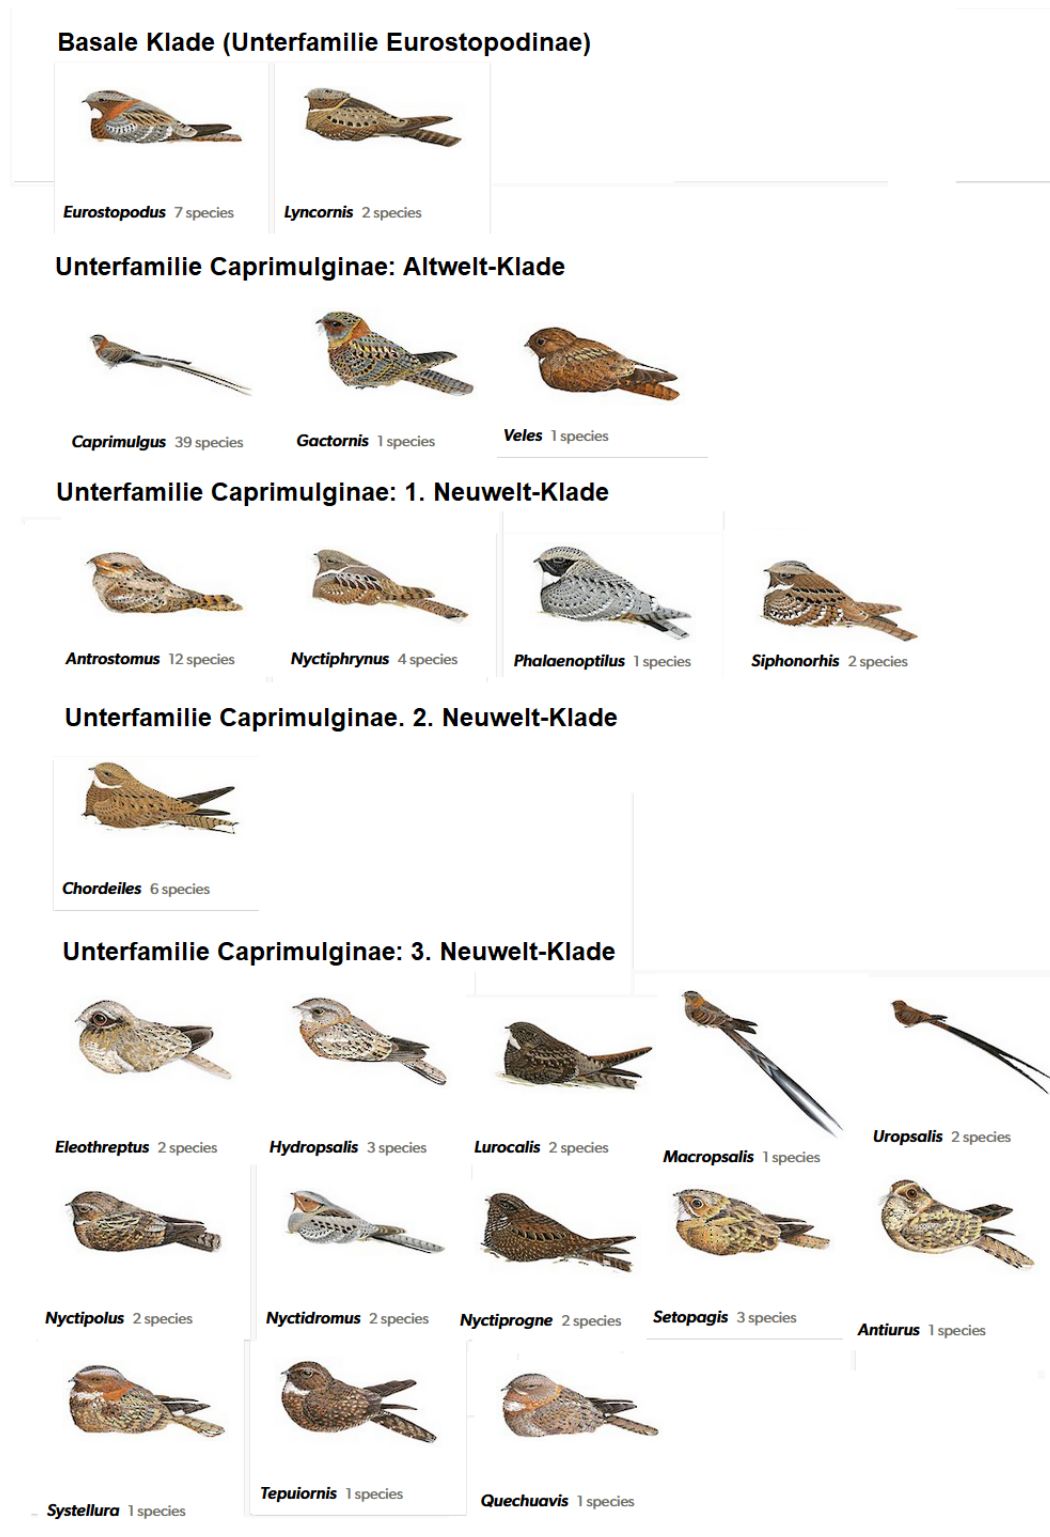 Basale Klade (Unterfamilie Eurostopodinae)
Eurostopodus 7 species
Lyncornis 2 species
Unterfamilie Caprimulginae: Altwelt-Klade
Caprimulgus 39 species
Gactornis 1 species
Veles 1 species
Unterfamilie Caprimulginae: 1. Neuwelt-Klade
Antrostomus 12 species
Nyctiphrynus 4 species
Phalaenoptilus 1 species
Siphonorhis 2 species
Unterfamilie Caprimulginae. 2. Neuwelt-Klade
Chordeiles 6 species
Unterfamilie Caprimulginae: 3. Neuwelt-Klade
Eleothreptus 2 species
Hydropsalis 3 species
Lurocalis 2 species
Macropsalis 1 species
Uropsalis 2 species
Nyctipolus 2 species
Nyctidromus 2 species
Nyctiprogne 2 species
Setopagis 3 species
Antiurus 1 species
Systellura 1 species
Tepuiornis 1 species
Quechuavis 1 species